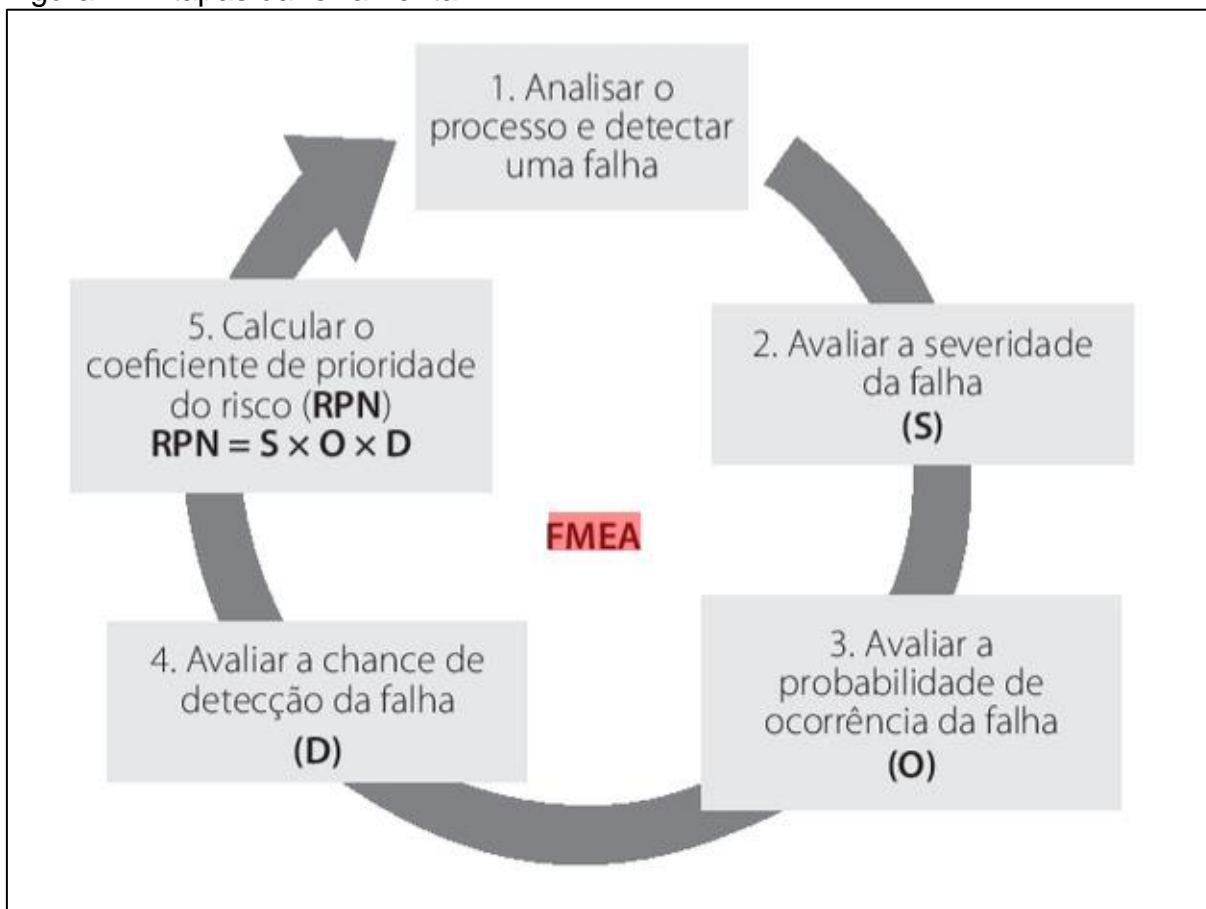 1. Analisar o
processo e detectar
uma falha
2. Avaliar a severidade
da falha
(S)
3. Avaliar a
probabilidade de
ocorrência da falha
(O)
4. Avaliar a chance de
detecção da falha
(D)
5. Calcular o
coeficiente de prioridade
do risco (RPN)
RPN = S × O × D
FMEA